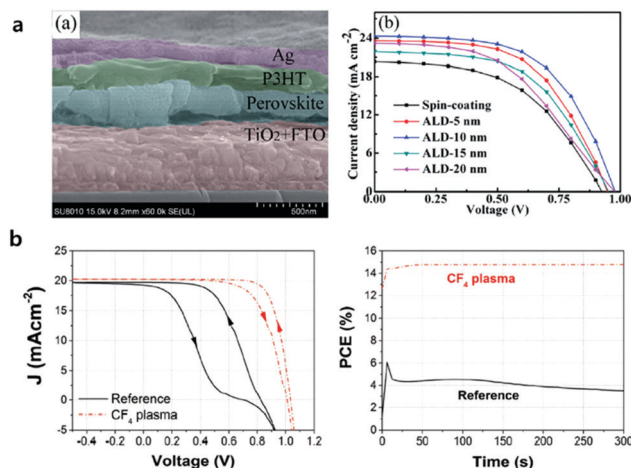 a
(a)
Ag
P3HT
Perovskite
TiO2+FTO
SU8010 15.0kV 8.2mm x60.0k SE(UL)
500nm
(b)
Current density (mA cm-2)
24
18
12
6
0
Spin-coating
ALD-5 nm
ALD-10 nm
ALD-15 nm
ALD-20 nm
0.00 0.25 0.50 0.75 1.00
Voltage (V)
b
J (mAcm-2)
25
20
15
10
5
0
-5
Reference
CF4 plasma
-0.4 -0.2 0.0 0.2 0.4 0.6 0.8 1.0 1.2
Voltage (V)
PCE (%)
16
14
12
10
8
6
4
2
0
CF4 plasma
Reference
0 50 100 150 200 250 300
Time (s)